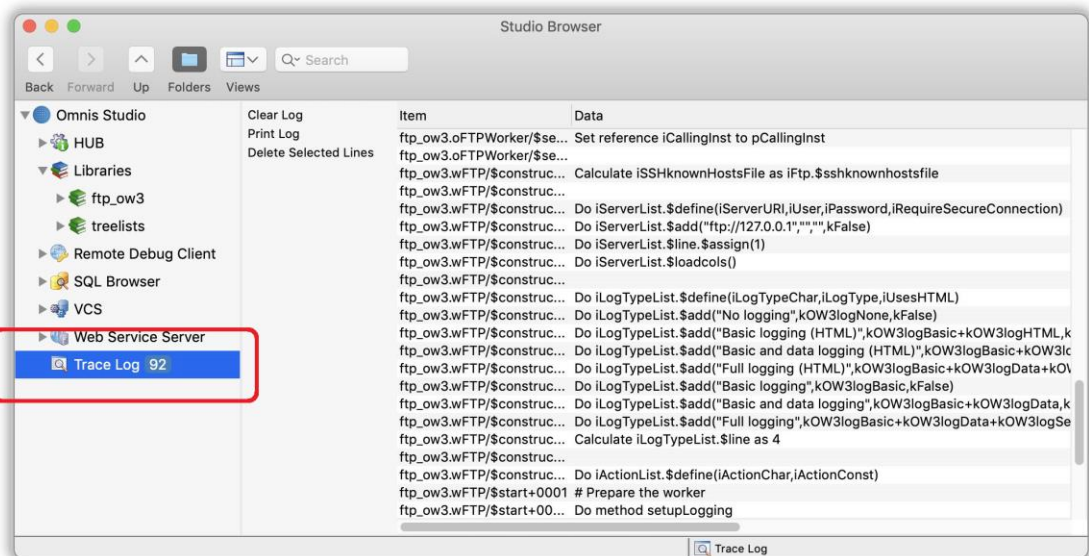 Studio Browser
Search
Back Forward Up Folders Views
Omnis Studio
HUB
Libraries
ftp_ow3
treelists
Remote Debug Client
SQL Browser
VCS
Web Service Server
Trace Log 92
Clear Log
Print Log
Delete Selected Lines
Item Data
ftp_ow3.oFTPWorker/$se... Set reference iCallingInst to pCallingInst
ftp_ow3.oFTPWorker/$se...
ftp_ow3.wFTP/$construc... Calculate iSSHknownHostsFile as iFtp.$sshknownhostsfile
ftp_ow3.wFTP/$construc...
ftp_ow3.wFTP/$construc... Do iServerList.$define(iServerURI,iUser,iPassword,iRequireSecureConnection)
ftp_ow3.wFTP/$construc... Do iServerList.$add("ftp://127.0.0.1","","",kFalse)
ftp_ow3.wFTP/$construc... Do iServerList.$line.$assign(1)
ftp_ow3.wFTP/$construc... Do iServerList.$loadcols()
ftp_ow3.wFTP/$construc...
ftp_ow3.wFTP/$construc... Do iLogTypeList.$define(iLogTypeChar,iLogType,iUsesHTML)
ftp_ow3.wFTP/$construc... Do iLogTypeList.$add("No logging",kOW3logNone,kFalse)
ftp_ow3.wFTP/$construc... Do iLogTypeList.$add("Basic logging (HTML)",kOW3logBasic+kOW3logHTML,k
ftp_ow3.wFTP/$construc... Do iLogTypeList.$add("Basic and data logging (HTML)",kOW3logBasic+kOW3lc
ftp_ow3.wFTP/$construc... Do iLogTypeList.$add("Full logging (HTML)",kOW3logBasic+kOW3logData+kOW
ftp_ow3.wFTP/$construc... Do iLogTypeList.$add("Basic logging",kOW3logBasic,kFalse)
ftp_ow3.wFTP/$construc... Do iLogTypeList.$add("Basic and data logging",kOW3logBasic+kOW3logData,k
ftp_ow3.wFTP/$construc... Do iLogTypeList.$add("Full logging",kOW3logBasic+kOW3logData+kOW3logSe
ftp_ow3.wFTP/$construc... Calculate iLogTypeList.$line as 4
ftp_ow3.wFTP/$construc...
ftp_ow3.wFTP/$construc... Do iActionList.$define(iActionChar,iActionConst)
ftp_ow3.wFTP/$start+0001 # Prepare the worker
ftp_ow3.wFTP/$start+00... Do method setupLogging
Trace Log